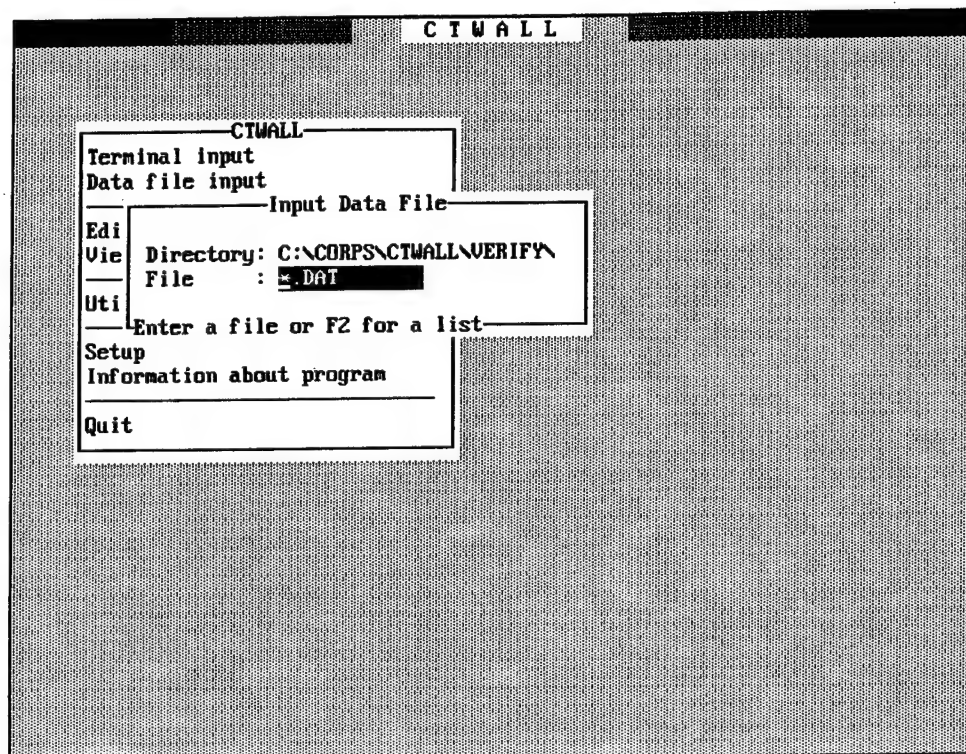 C T W A L L
CTWALL
Terminal input
Data file input
Input Data File
Edi
Vie
Directory: C:\CORPS\CTWALL\VERIFY\
File : *.DAT
Uti
Enter a file or F2 for a list
Setup
Information about program
Quit